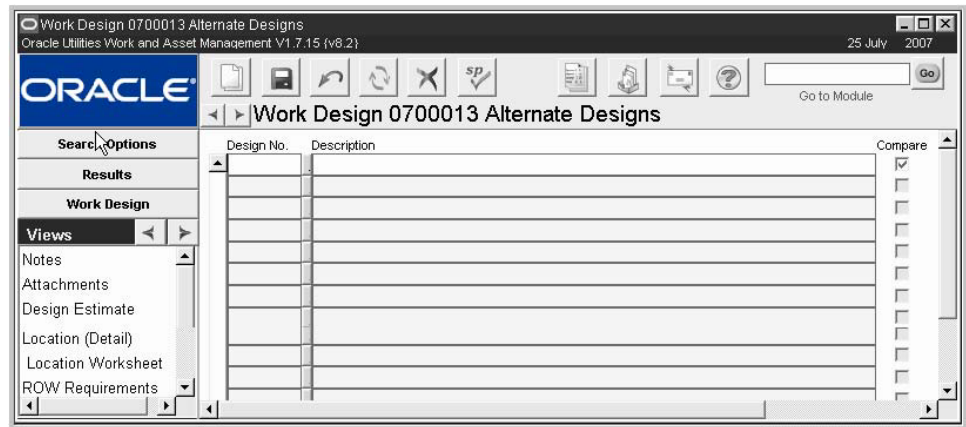 Work Design 0700013 Alternate Designs
Oracle Utilities Work and Asset Management V1.7.15 {v8.2}
25 July 2007
ORACLE
sp
Go
Go to Module
Work Design 0700013 Alternate Designs
Search Options
Results
Work Design
Views
Notes
Attachments
Design Estimate
Location (Detail)
Location Worksheet
ROW Requirements
Design No. Description Compare